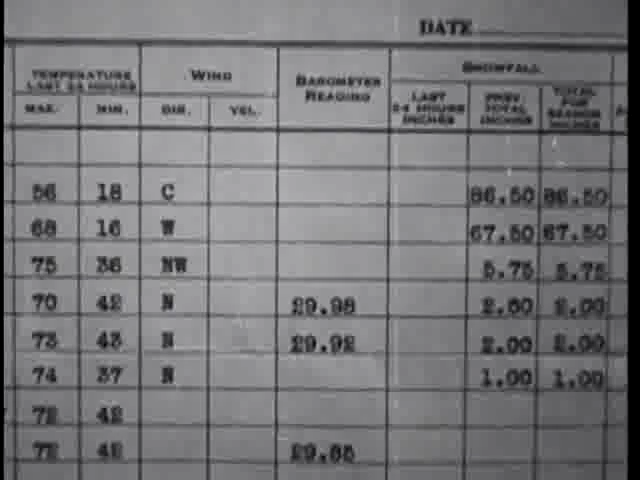 DATE
TEMPERATURE WIND BAROMETER SNOWFALL
LAST 24 HOURS READING
MAX. MIN. DIR. VEL. LAST 24 HOURS INCHES PREV. TOTAL INCHES TOTAL FOR SEASON INCHES
56 18 C 86.50 86.50
68 16 W 67.50 67.50
75 36 NW 5.75 5.75
70 42 N 29.98 2.00
73 43 N 29.92 2.00 2.00
74 37 N 1.00 1.00
72 42
72 42 29.85